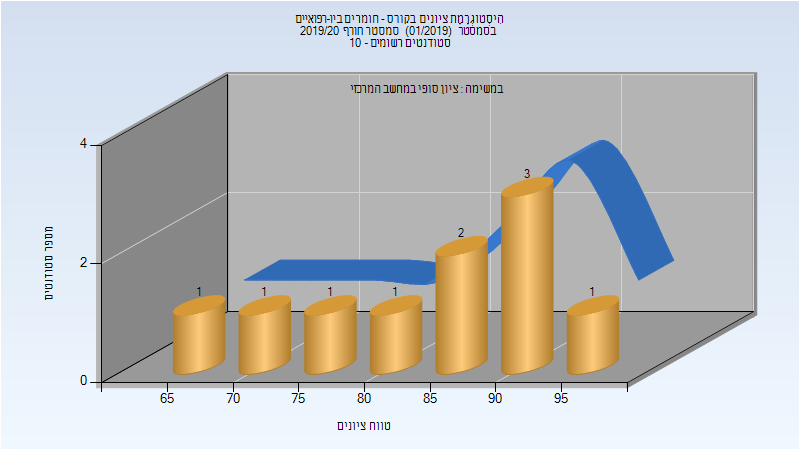 היסטוגרמת ציונים בקורס - חומרים ביו-רפואיים
בסמסטר (01/2019) סמסטר חורף 2019/20
סטודנטים רשומים - 10
במשימה : ציון סופי במחשב המרכזי
מספר סטודנטים
4
2
0
1
1
1
1
2
3
1
65
70
75
80
85
90
95
טווח ציונים